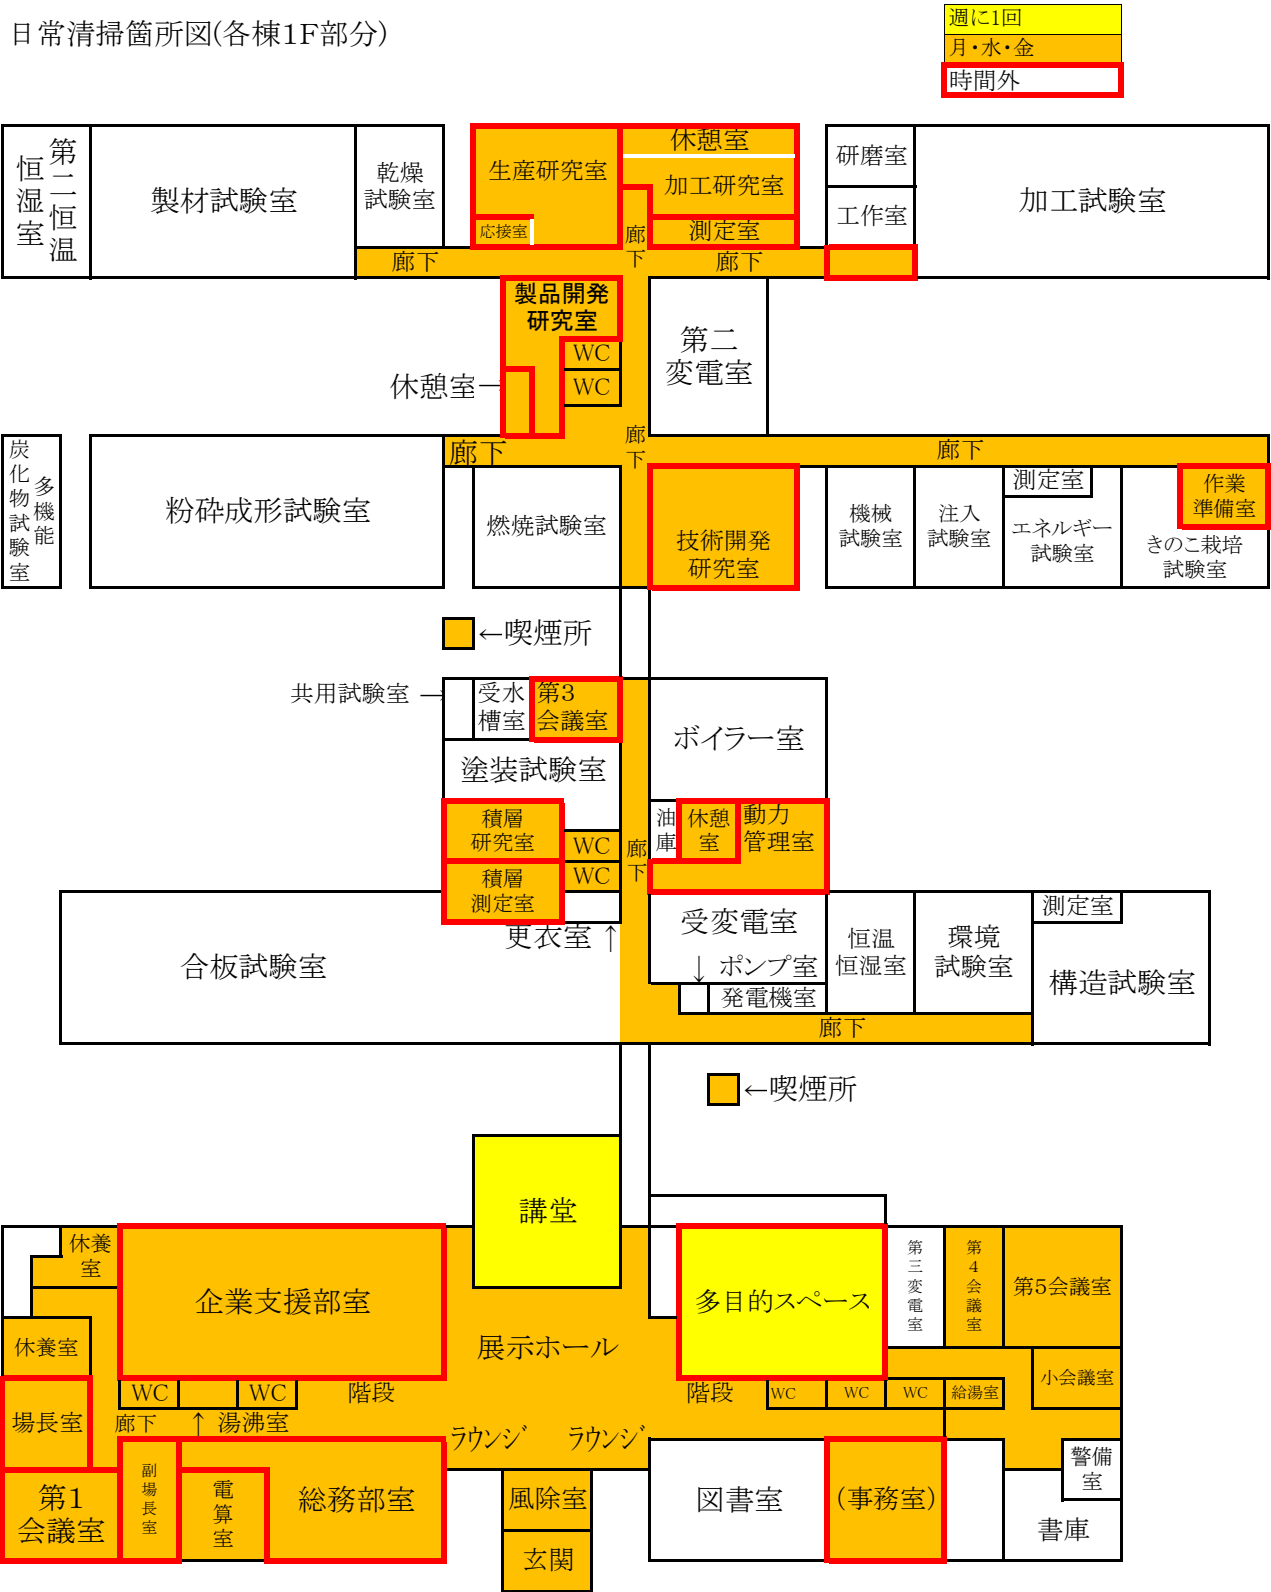 日常清掃箇所図(各棟1F部分)
週に1回
月・水・金
時間外
第二恒温
恒湿室
製材試験室
乾燥
試験室
生産研究室
応接室
休憩室
加工研究室
測定室
研磨室
工作室
加工試験室
廊下
廊下
廊下
製品開発
研究室
WC
WC
休憩室→
第二
変電室
廊下
廊下
廊下
多機能
炭化物試験室
粉砕成形試験室
燃焼試験室
技術開発
研究室
機械
試験室
注入
試験室
測定室
エネルギー
試験室
作業
準備室
きのこ栽培
試験室
←喫煙所
共用試験室 →
受水
槽室
第3
会議室
ボイラー室
塗装試験室
積層
研究室
WC
油庫
休憩室
動力
管理室
廊下
積層
測定室
WC
更衣室 ↑
合板試験室
受変電室
↓ ポンプ室
発電機室
恒温
恒湿室
環境
試験室
測定室
構造試験室
廊下
←喫煙所
講堂
休養
室
企業支援部室
多目的スペース
第三変電室
第4会議室
第5会議室
休養室
展示ホール
小会議室
場長室
WC
WC
階段
階段
WC
WC
WC
給湯室
廊下
↑ 湯沸室
ラウンジ
ラウンジ
第1
会議室
副場長室
電算室
総務部室
風除室
玄関
図書室
(事務室)
警備
室
書庫